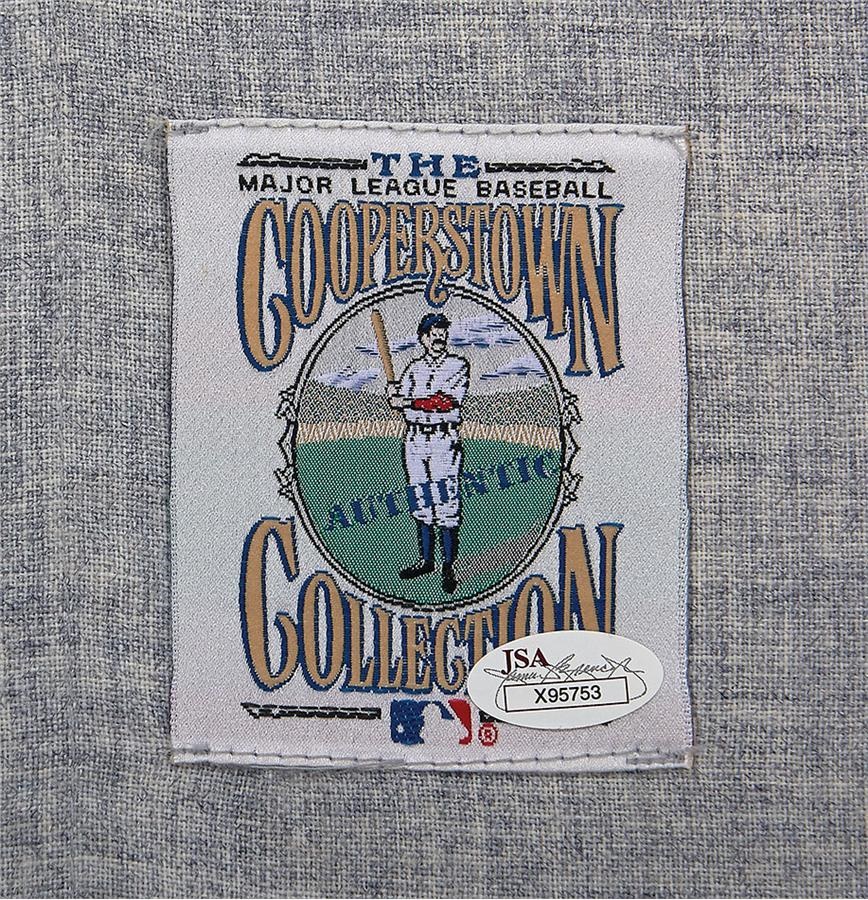 THE
MAJOR LEAGUE BASEBALL
COOPERSTOWN
AUTHENTIC
COLLECTION
JSA
X95753
®